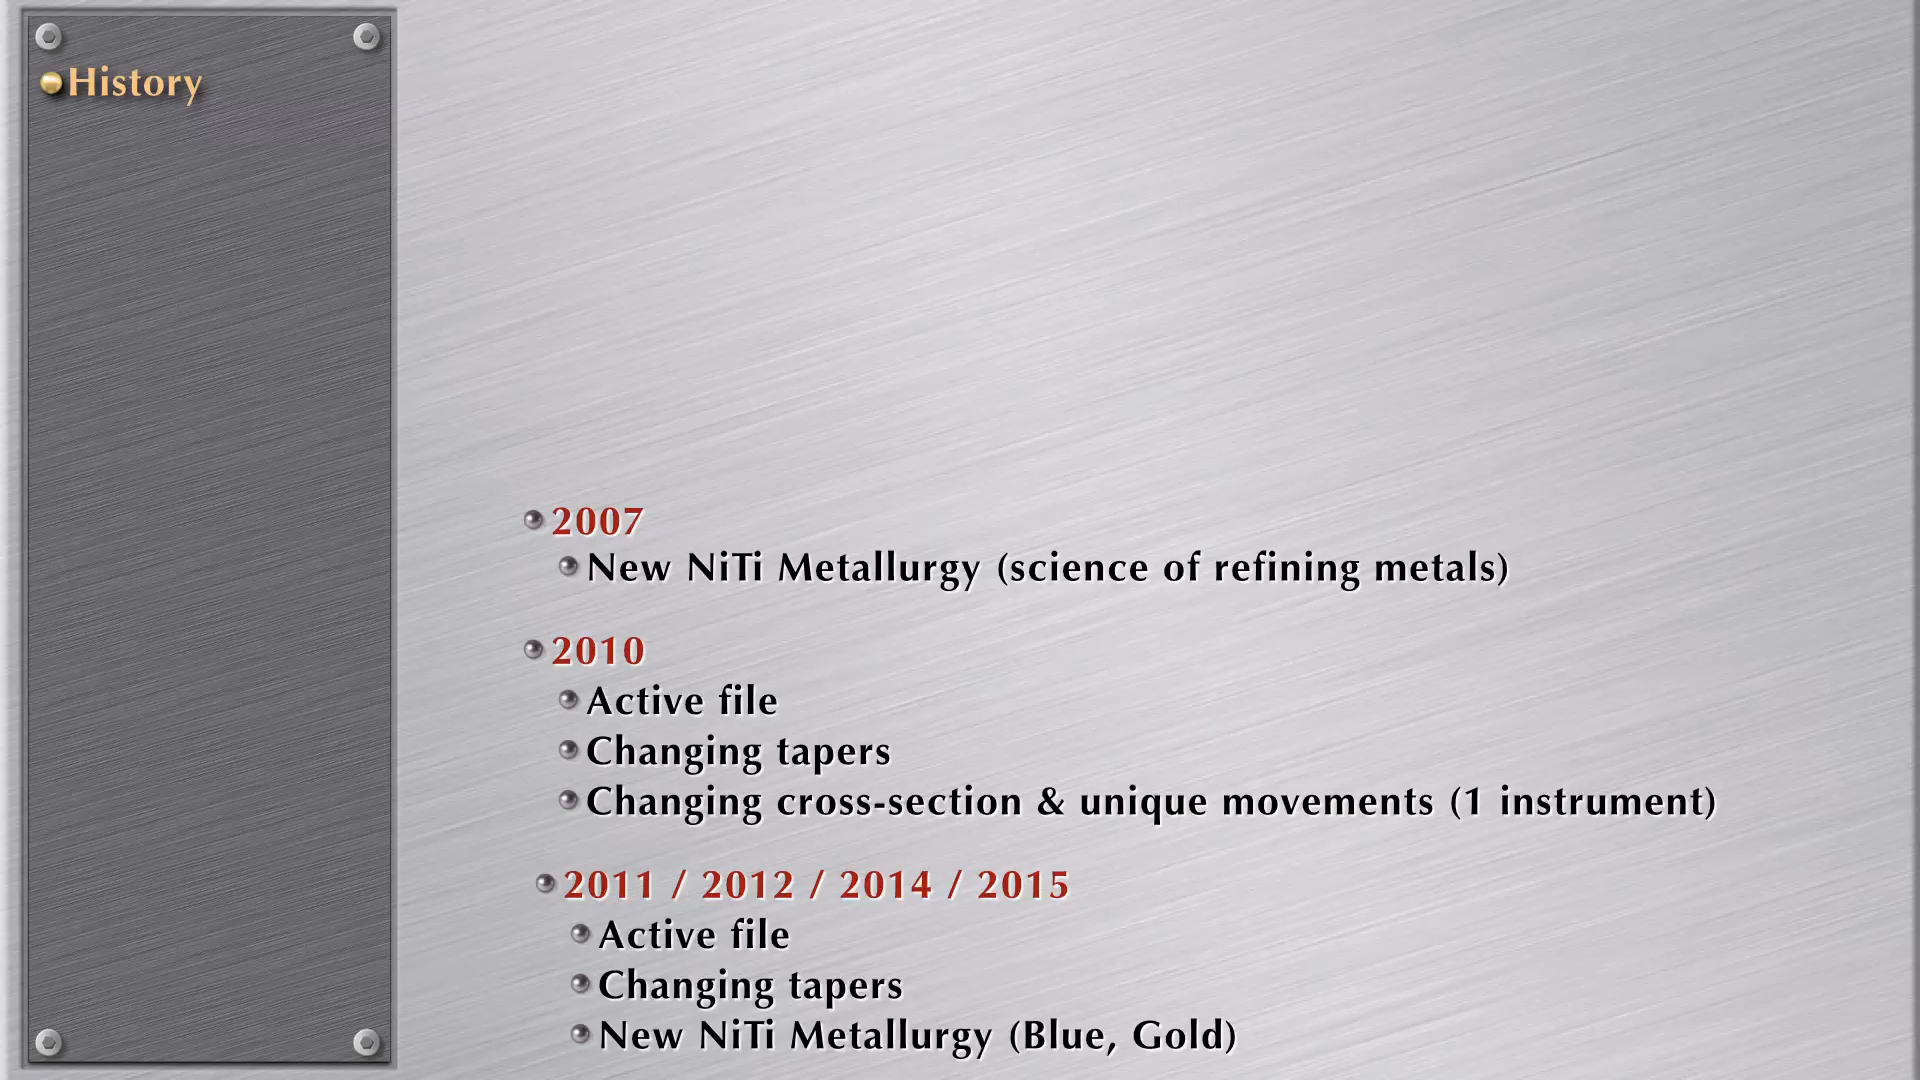 History
2007
New NiTi Metallurgy (science of refining metals)
2010
Active file
Changing tapers
Changing cross-section & unique movements (1 instrument)
2011 / 2012 / 2014 / 2015
Active file
Changing tapers
New NiTi Metallurgy (Blue, Gold)